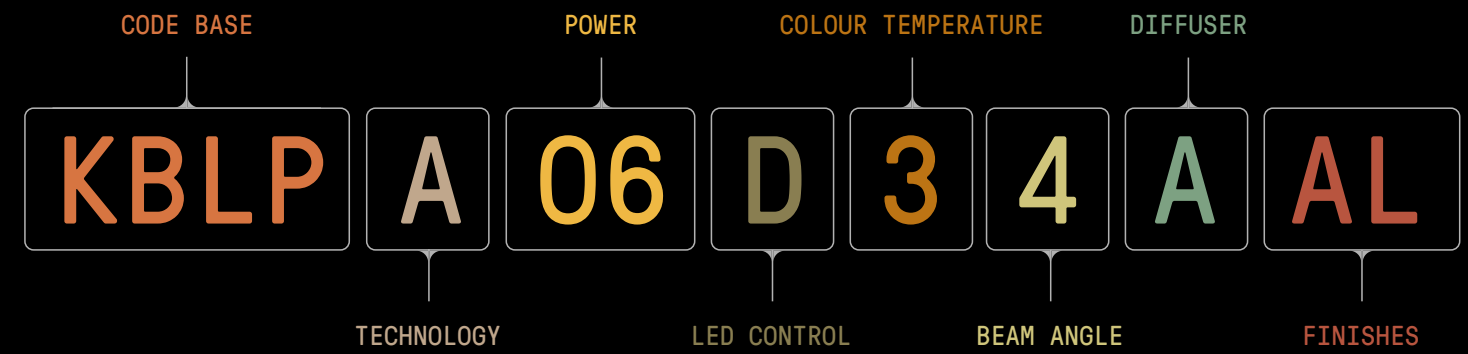 CODE BASE POWER COLOUR TEMPERATURE DIFFUSER
KBLP A 06 D 3 4 A AL
TECHNOLOGY LED CONTROL BEAM ANGLE FINISHES